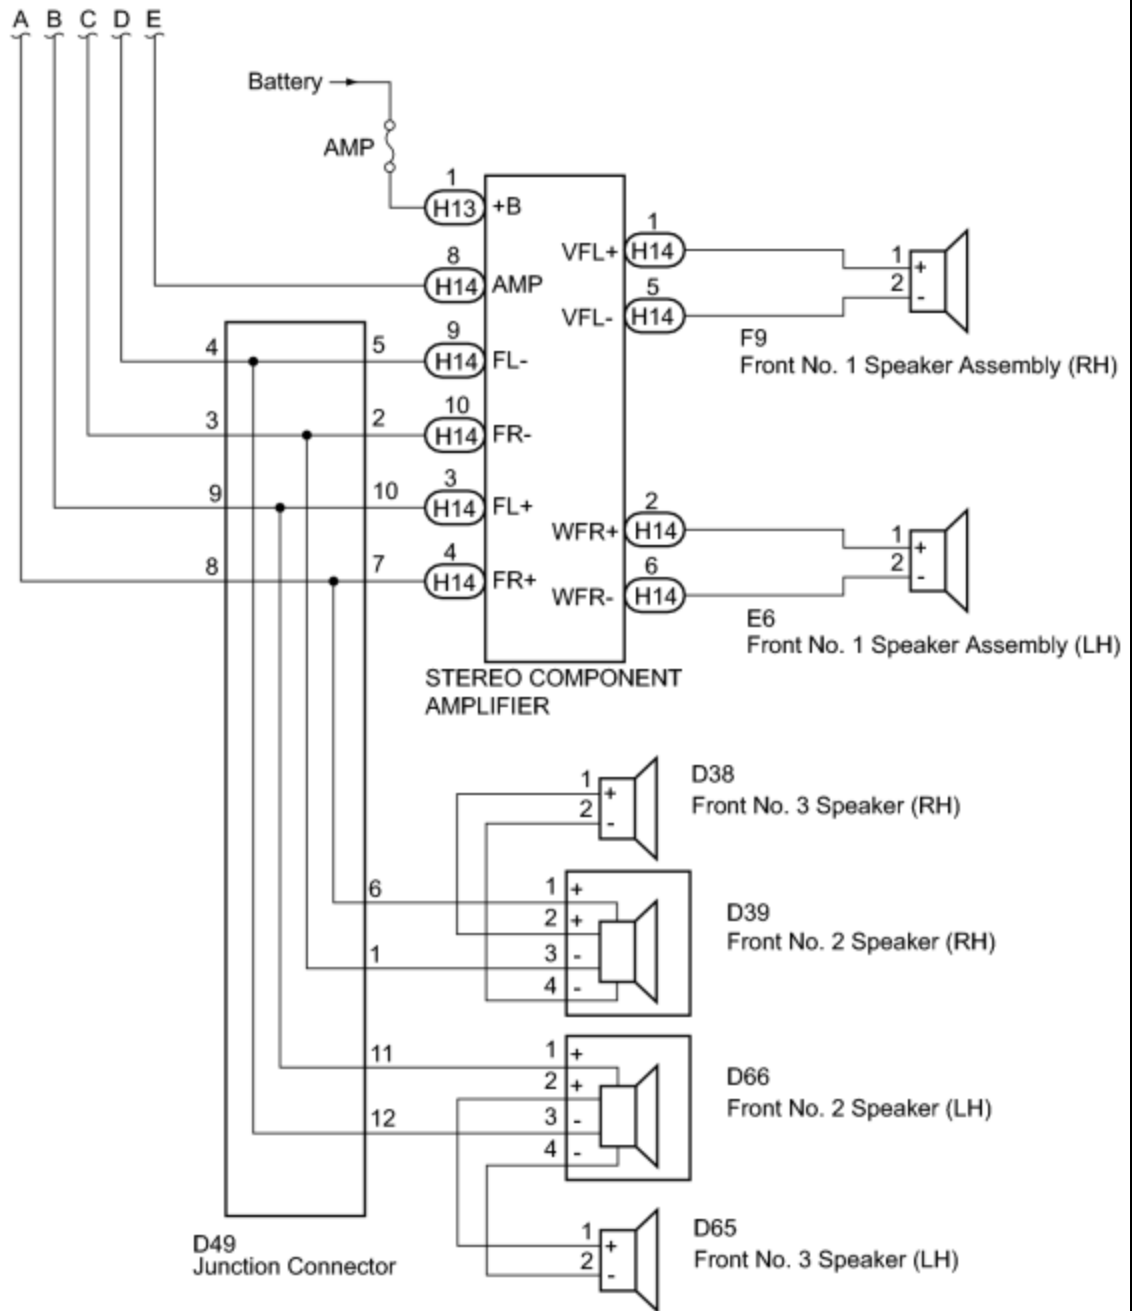 A B C D E
Battery
AMP
1
H13 +B
8
H14 AMP
9
4 5 H14 FL-
10
3 2 H14 FR-
3
9 10 H14 FL+
4
8 7 H14 FR+
1
VFL+ H14
5
VFL- H14
1 +
2 -
F9
Front No. 1 Speaker Assembly (RH)
2
WFR+ H14
6
WFR- H14
1 +
2 -
E6
Front No. 1 Speaker Assembly (LH)
STEREO COMPONENT
AMPLIFIER
1 +
2 -
D38
Front No. 3 Speaker (RH)
6
1
1 +
2 +
3 -
4 -
D39
Front No. 2 Speaker (RH)
11
12
1 +
2 +
3 -
4 -
D66
Front No. 2 Speaker (LH)
1 +
2 -
D65
Front No. 3 Speaker (LH)
D49
Junction Connector